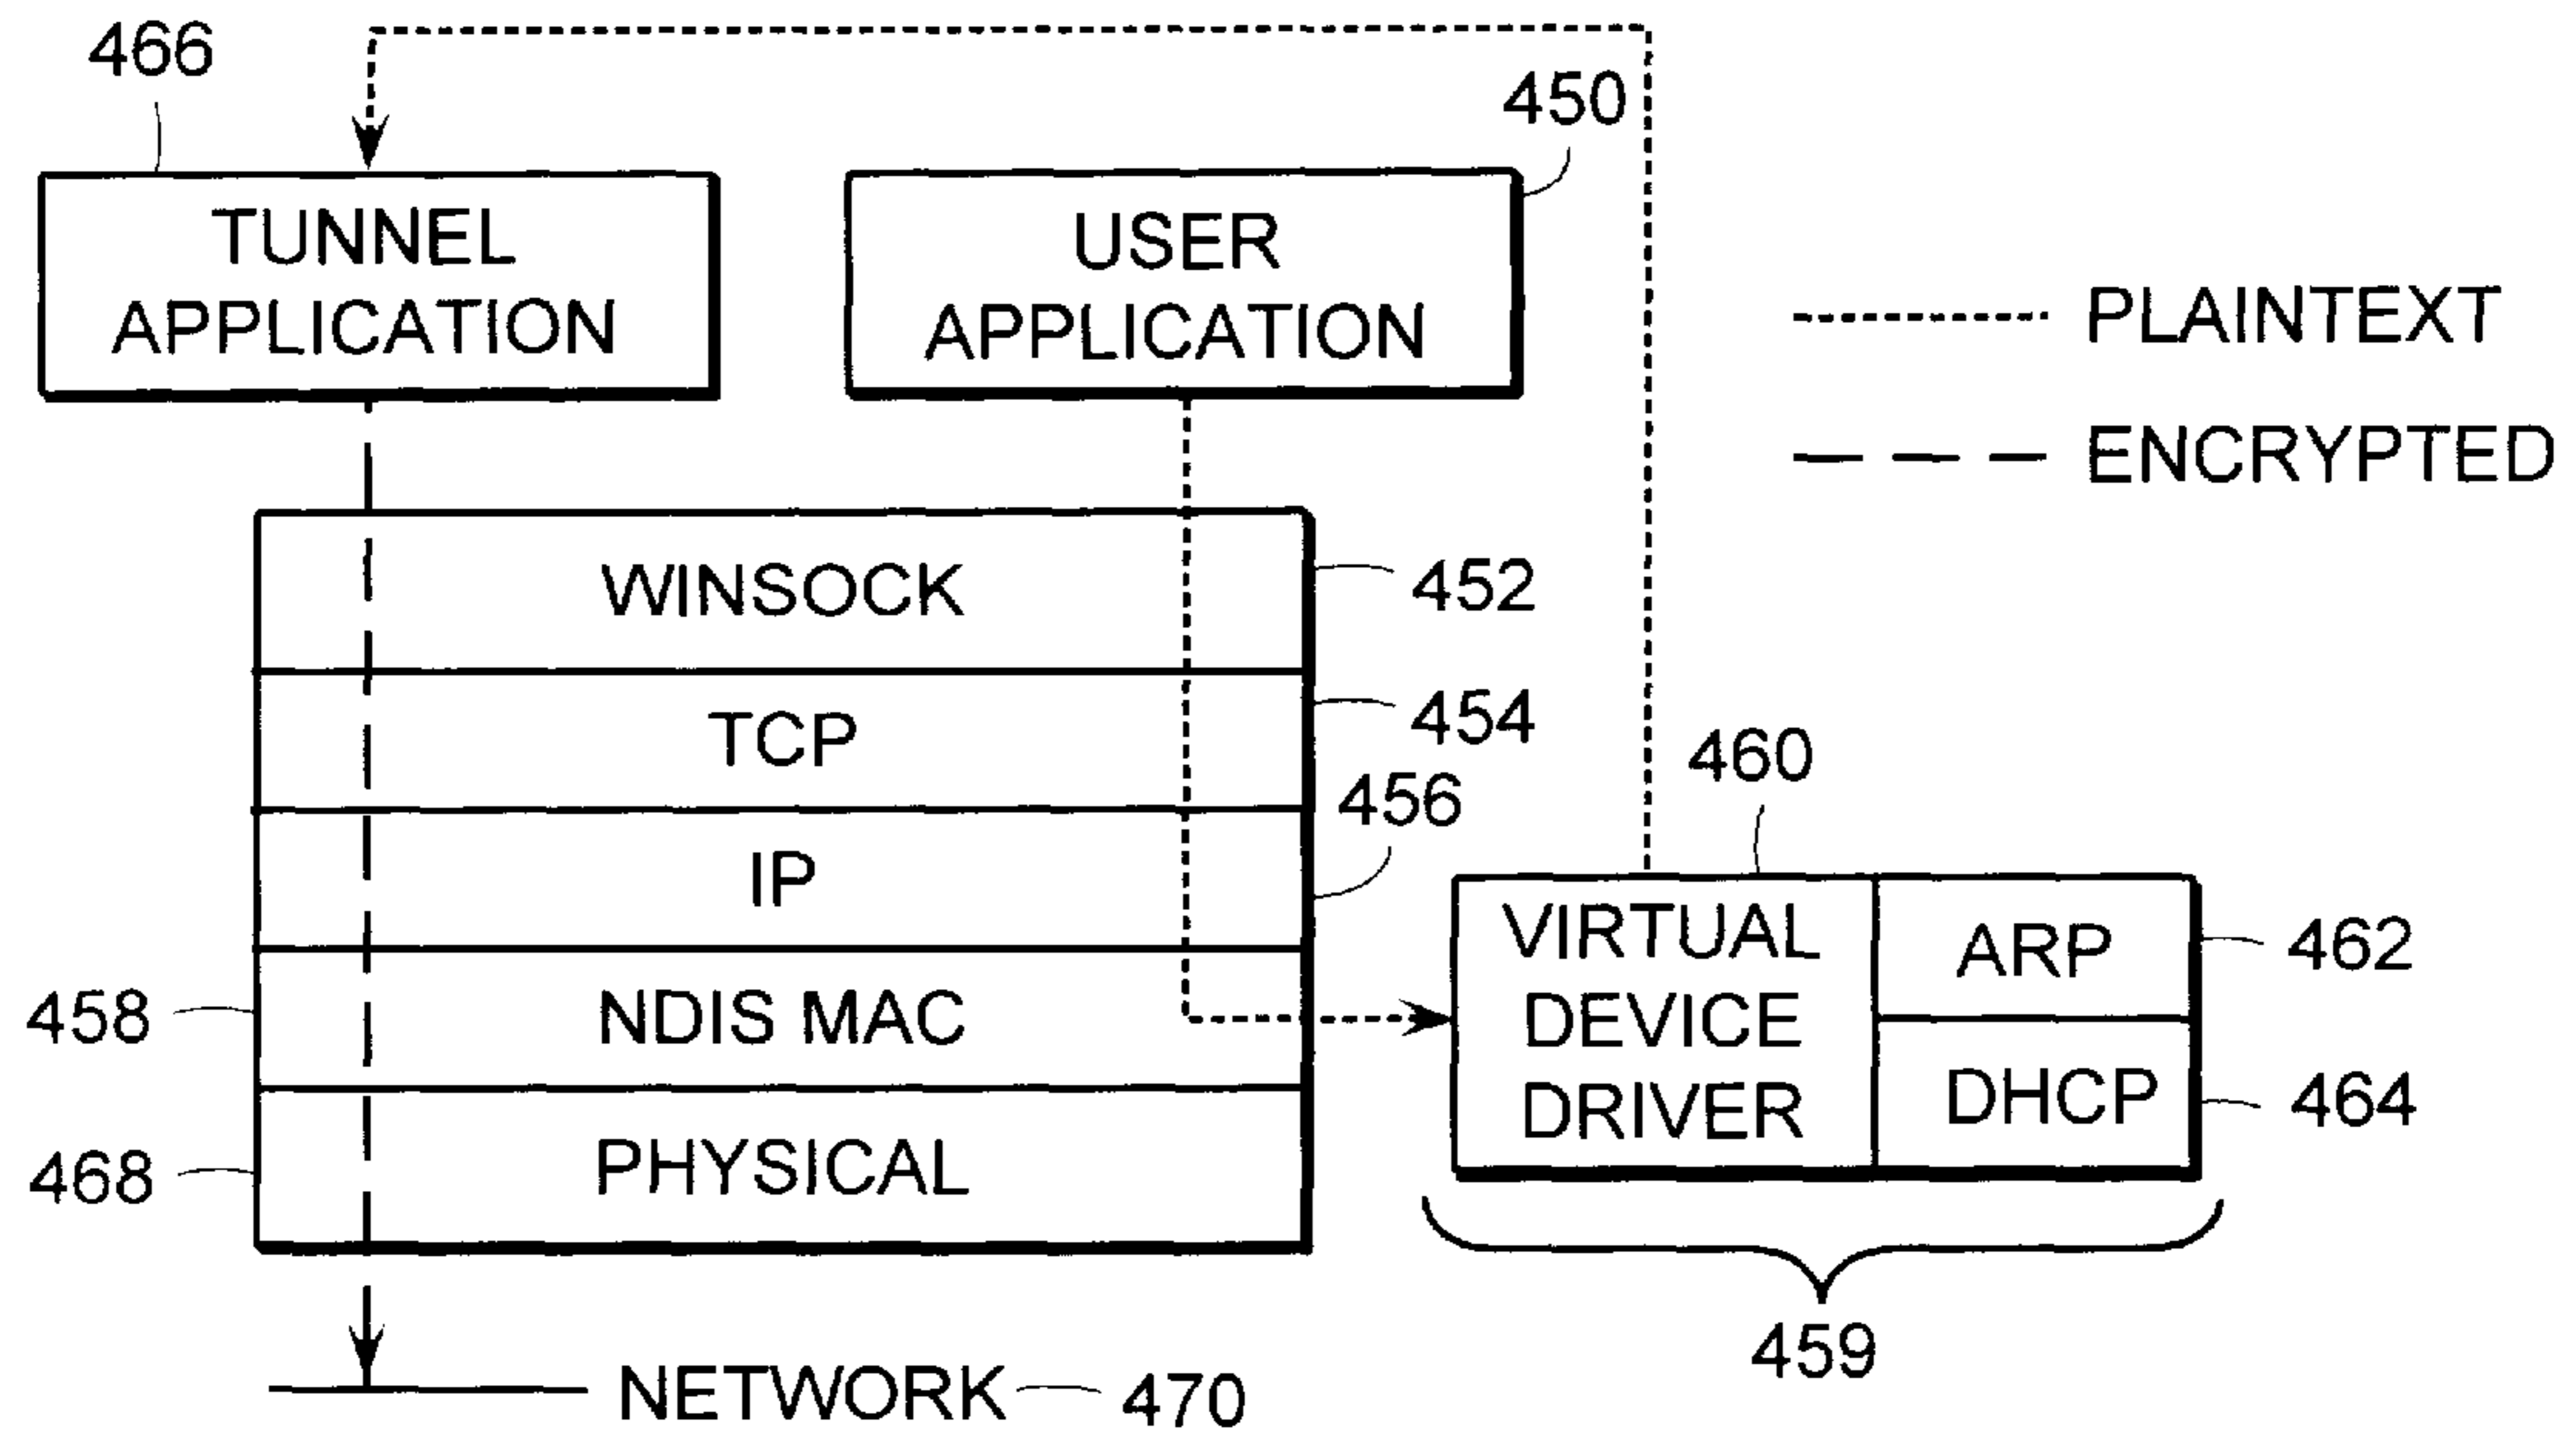 466
450
TUNNEL
APPLICATION
USER
APPLICATION
PLAINTEXT
ENCRYPTED
WINSOCK
452
TCP
454
456
IP
460
VIRTUAL
DEVICE
DRIVER
ARP
462
DHCP
464
458
NDIS MAC
468
PHYSICAL
459
NETWORK
470